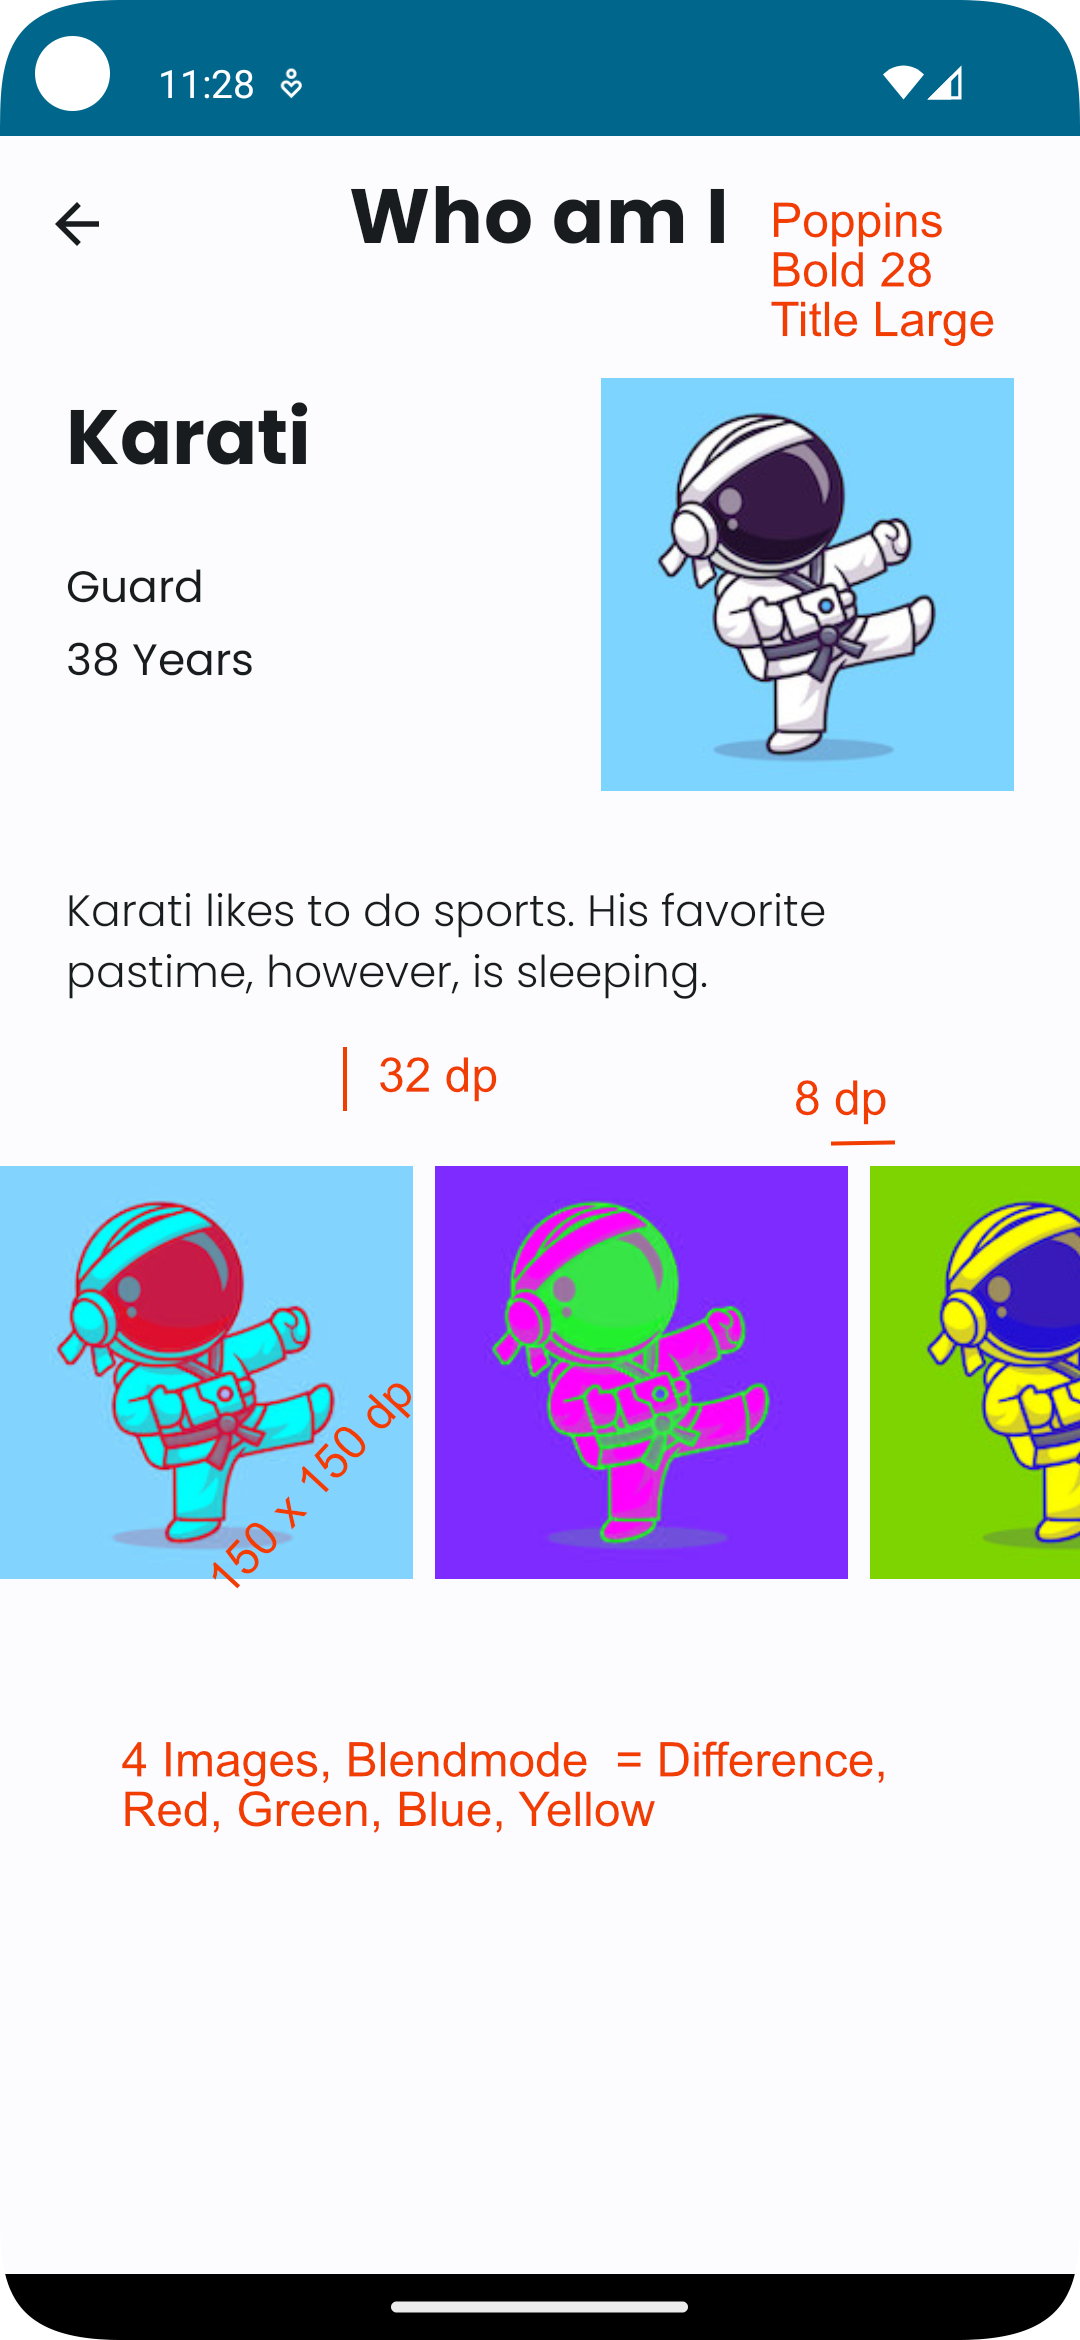 11:28
Who am I
Poppins
Bold 28
Title Large
Karati
Guard
38 Years
Karati likes to do sports. His favorite
pastime, however, is sleeping.
32 dp
8 dp
150 x 150 dp
4 Images, Blendmode  = Difference,
Red, Green, Blue, Yellow